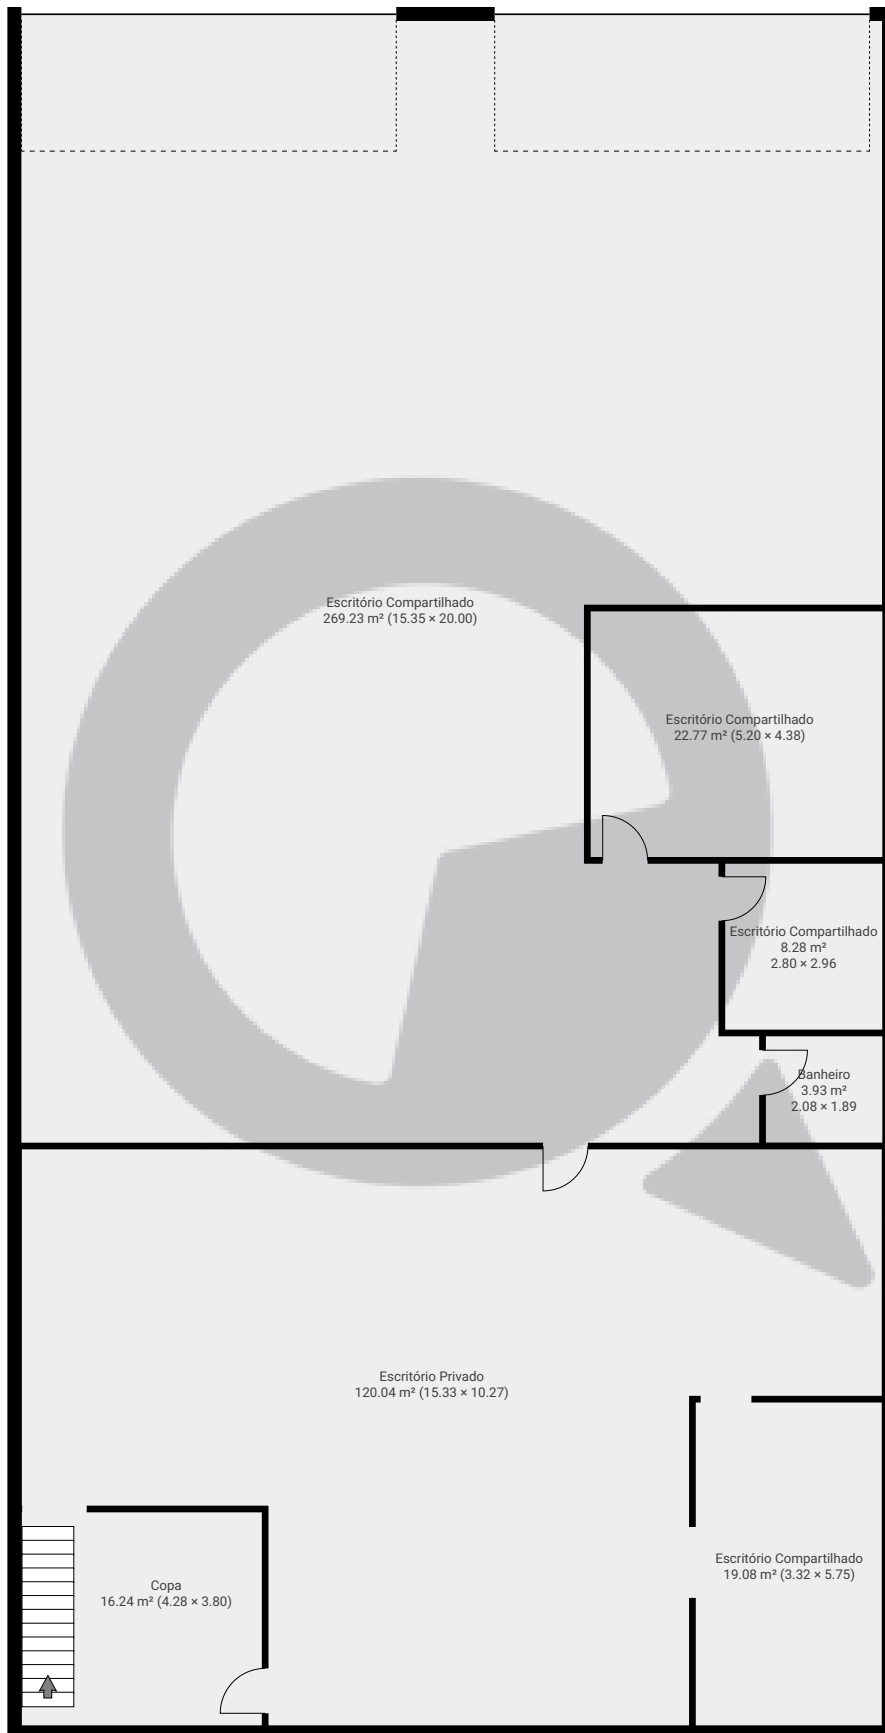 Escritório Compartilhado
269.23 m² (15.35 × 20.00)
Escritório Compartilhado
22.77 m² (5.20 × 4.38)
Escritório Compartilhado
8.28 m²
2.80 × 2.96
Banheiro
3.93 m²
2.08 × 1.89
Escritório Privado
120.04 m² (15.33 × 10.27)
Escritório Compartilhado
19.08 m² (3.32 × 5.75)
Copa
16.24 m² (4.28 × 3.80)